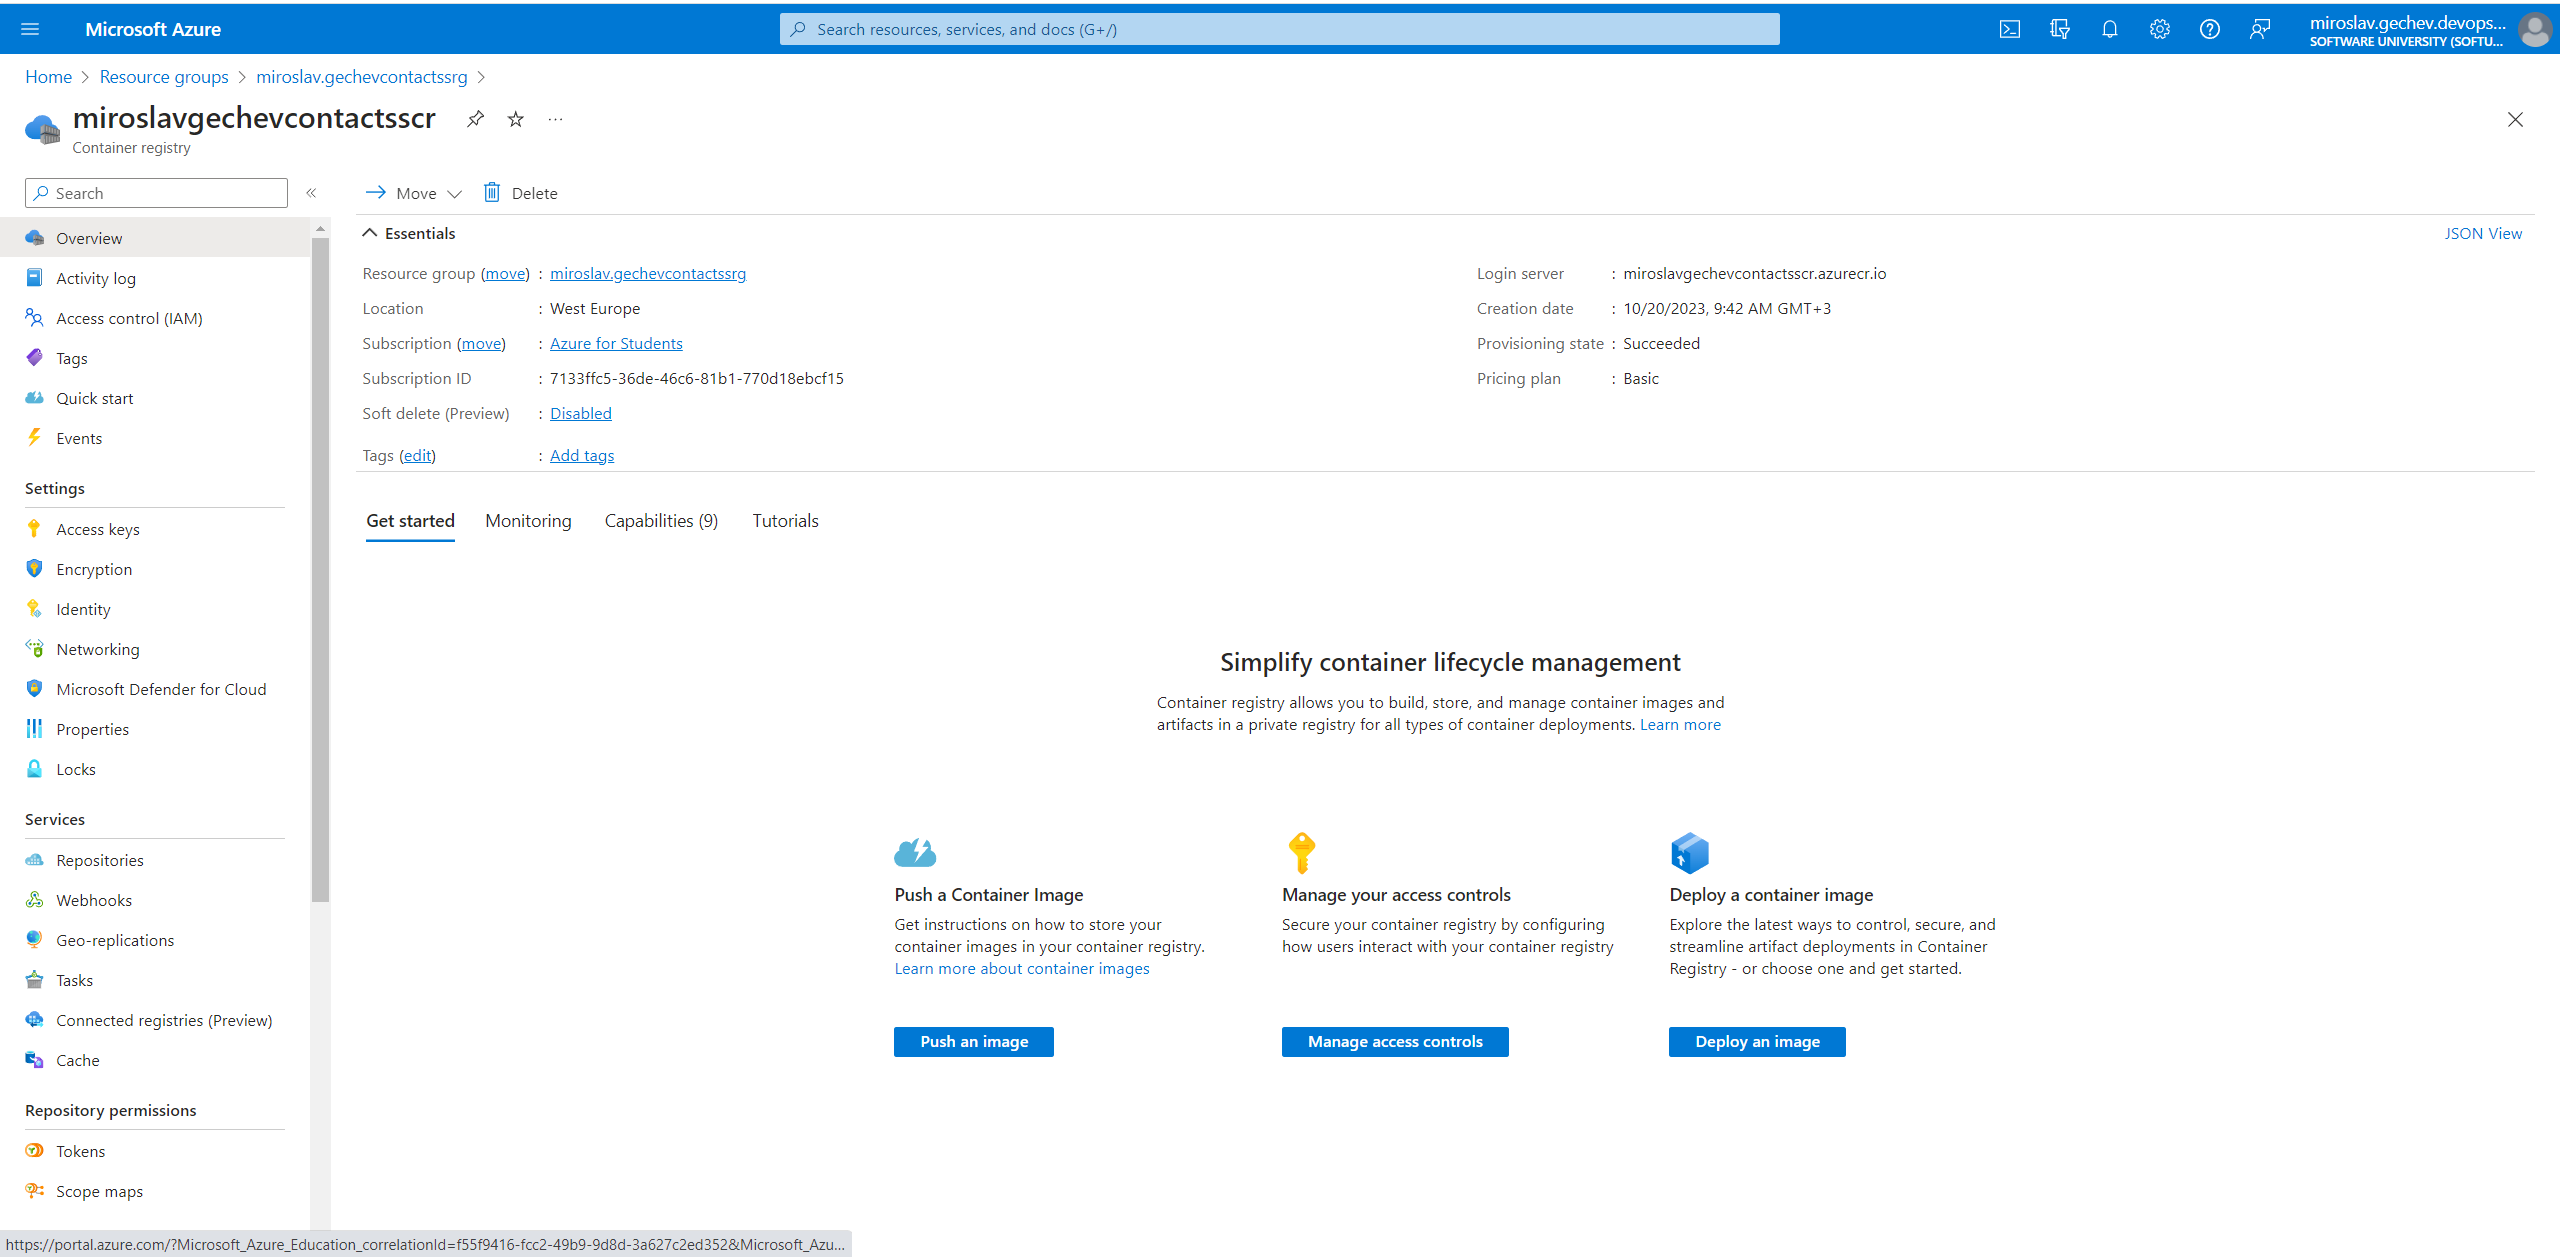 Microsoft Azure
Search resources, services, and docs (G+/)
miroslav.gechev.devops...
SOFTWARE UNIVERSITY (SOFTU...
Home > Resource groups > miroslav.gechevcontactssrg >
miroslavgechevcontactsscr
...
Container registry
Search
«
Overview
Activity log
Access control (IAM)
Tags
Quick start
Events
Settings
Access keys
Encryption
Identity
Networking
Microsoft Defender for Cloud
Properties
Locks
Services
Repositories
Webhooks
Geo-replications
Tasks
Connected registries (Preview)
Cache
Repository permissions
Tokens
Scope maps
Move
Delete
Essentials
JSON View
Resource group (move) : miroslav.gechevcontactssrg
Location : West Europe
Subscription (move) : Azure for Students
Subscription ID : 7133ffc5-36de-46c6-81b1-770d18ebcf15
Soft delete (Preview) : Disabled
Tags (edit) : Add tags
Login server : miroslavgechevcontactsscr.azurecr.io
Creation date : 10/20/2023, 9:42 AM GMT+3
Provisioning state : Succeeded
Pricing plan : Basic
Get started
Monitoring
Capabilities (9)
Tutorials
Simplify container lifecycle management
Container registry allows you to build, store, and manage container images and
artifacts in a private registry for all types of container deployments. Learn more
Push a Container Image
Get instructions on how to store your
container images in your container registry.
Learn more about container images
Push an image
Manage your access controls
Secure your container registry by configuring
how users interact with your container registry
Manage access controls
Deploy a container image
Explore the latest ways to control, secure, and
streamline artifact deployments in Container
Registry - or choose one and get started.
Deploy an image
https://portal.azure.com/?Microsoft_Azure_Education_correlationId=f55f9416-fcc2-49b9-9d8d-3a627c2ed352&Microsoft_Azu...